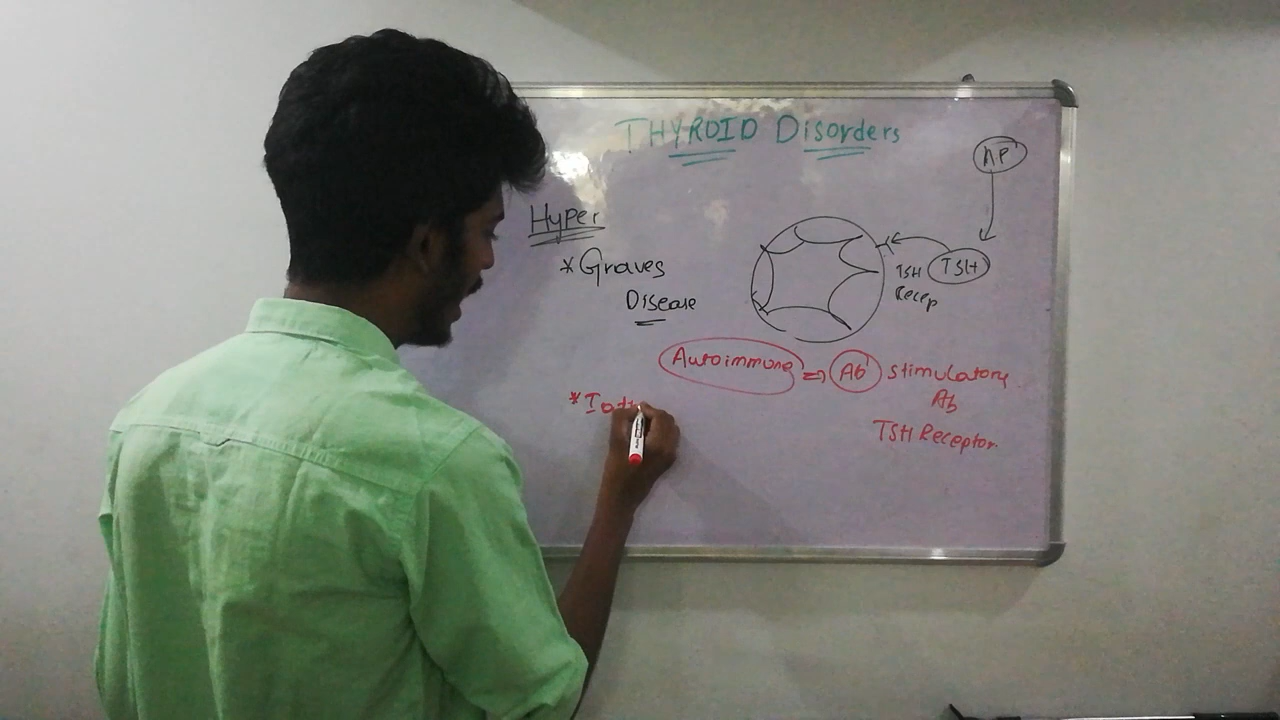 THYROID Disorders
AP
Hyper
*Graves
Disease
TSH
Recep
TSH
Autoimmune => Ab stimulatory
Ab
TSH Receptor